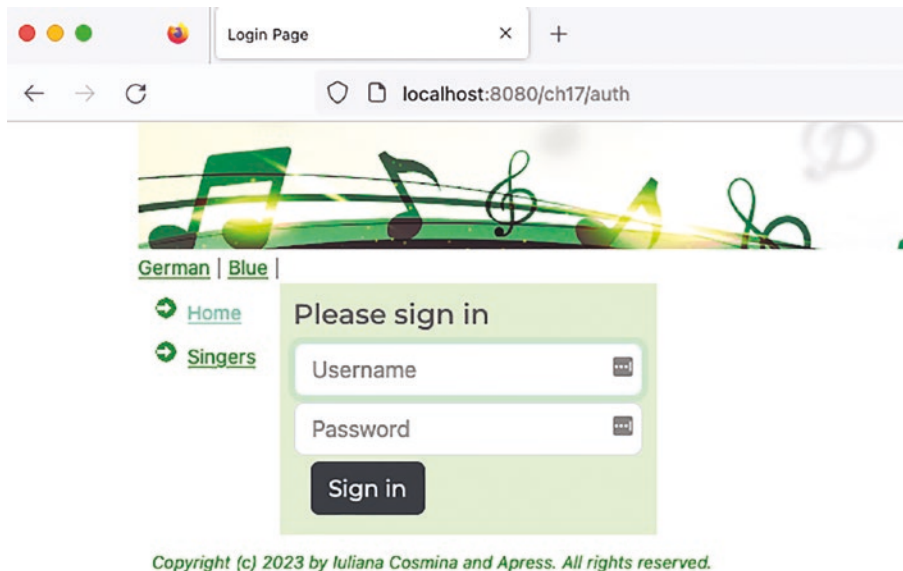 Login Page
localhost:8080/ch17/auth
German | Blue |
Home
Singers
Please sign in
Username
Password
Sign in
Copyright (c) 2023 by Iuliana Cosmina and Apress. All rights reserved.